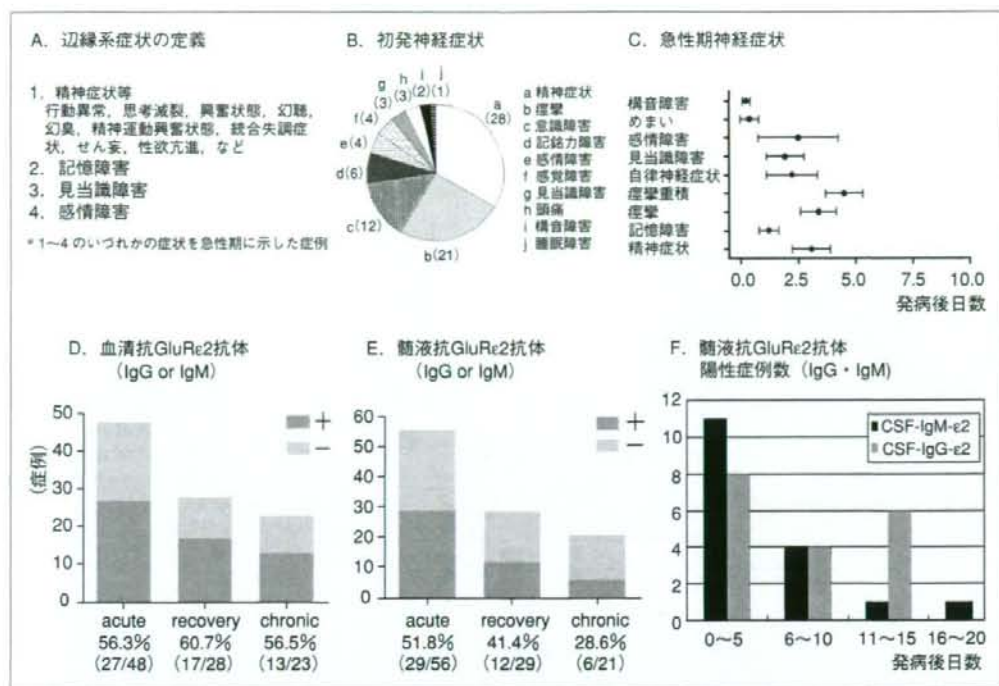 A. 辺縁系症状の定義
1. 精神症状等
行動異常，思考滅裂，興奮状態，幻聴，
幻臭，精神運動興奮状態，統合失調症
状，せん妄，性欲亢進，など
2. 記憶障害
3. 見当識障害
4. 感情障害
* 1〜4 のいづれかの症状を急性期に示した症例
B. 初発神経症状
a
(28)
b(21)
c(12)
d(6)
e(4)
f(4)
g
(3)
h
(3)
i
(2)
j
(1)
a 精神症状
b 痙攣
c 意識障害
d 記銘力障害
e 感情障害
f 感覚障害
g 見当識障害
h 頭痛
i 構音障害
j 睡眠障害
C. 急性期神経症状
構音障害
めまい
感情障害
見当識障害
自律神経症状
痙攣重積
痙攣
記憶障害
精神症状
0.0 2.5 5.0 7.5 10.0
発病後日数
D. 血清抗GluRε2抗体
(IgG or IgM)
(症例)
50
40
30
20
10
0
+
−
acute recovery chronic
56.3% 60.7% 56.5%
(27/48) (17/28) (13/23)
E. 髄液抗GluRε2抗体
(IgG or IgM)
60
50
40
30
20
10
0
+
−
acute recovery chronic
51.8% 41.4% 28.6%
(29/56) (12/29) (6/21)
F. 髄液抗GluRε2抗体
陽性症例数（IgG・IgM)
12
10
8
6
4
2
0
CSF-IgM-ε2
CSF-IgG-ε2
0〜5 6〜10 11〜15 16〜20
発病後日数